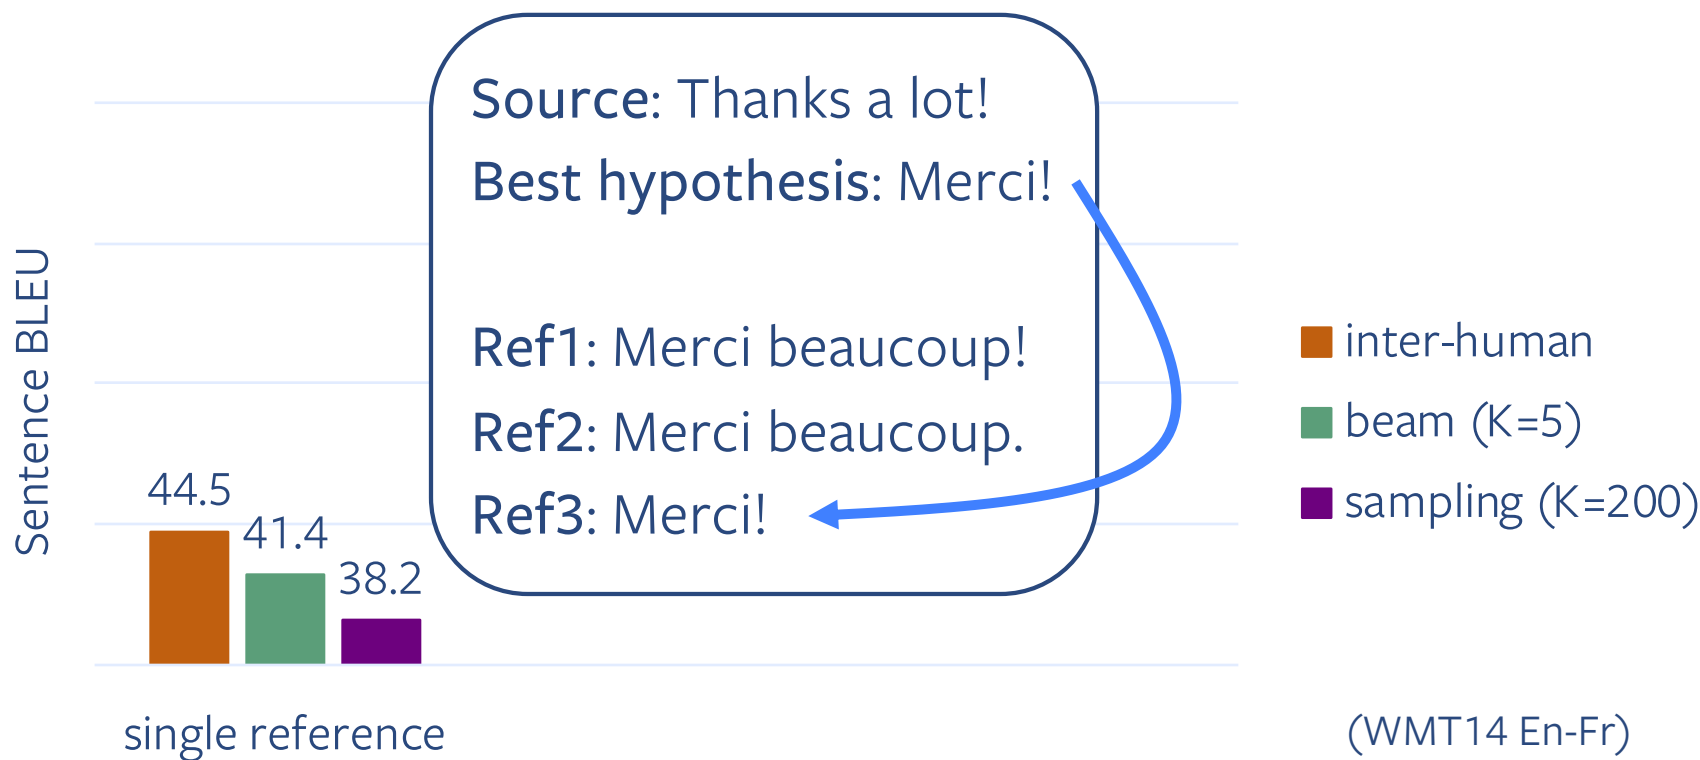 Source: Thanks a lot!
Best hypothesis: Merci!
Ref1: Merci beaucoup!
Ref2: Merci beaucoup.
Ref3: Merci!
Sentence BLEU
44.5
41.4
38.2
single reference
inter-human
beam (K=5)
sampling (K=200)
(WMT14 En-Fr)